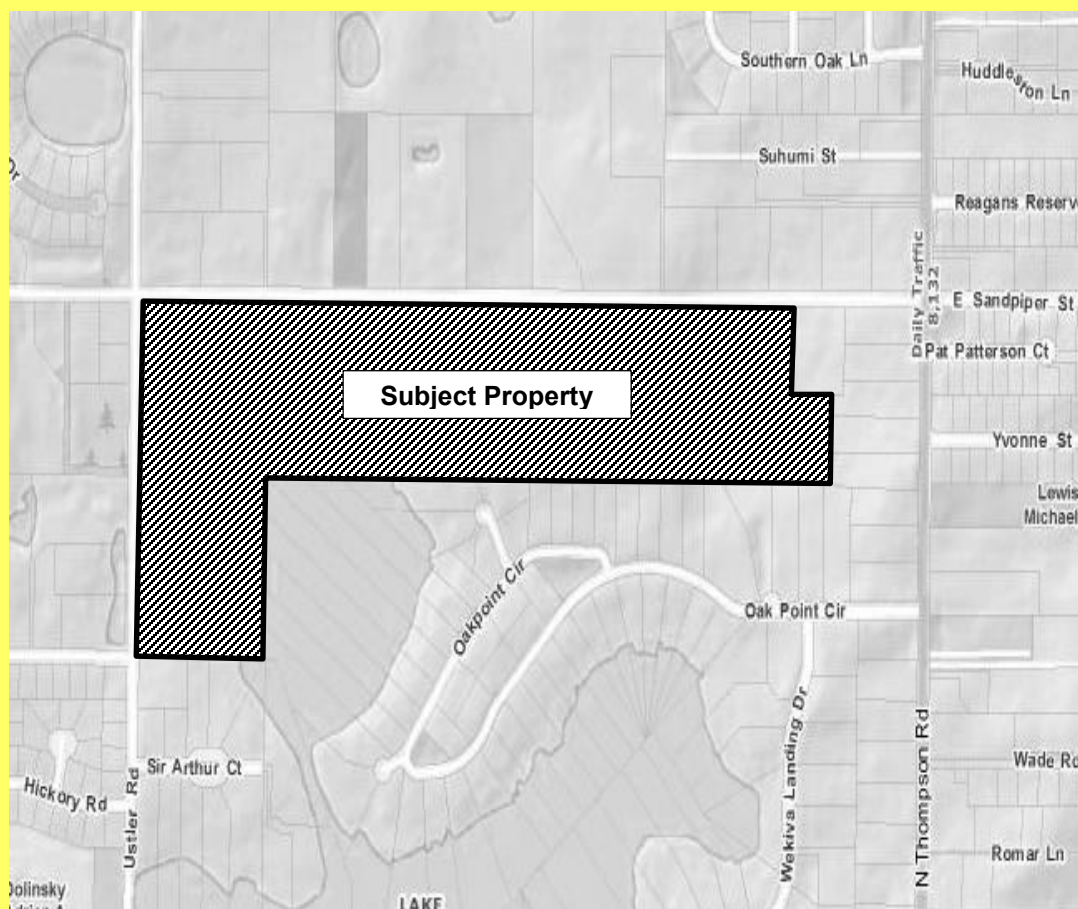 Southern Oak Ln
Huddleston Ln
Suhumi St
Dr
Reagans Reserv
Daily Traffic
8,132
E Sandpiper St
Pat Patterson Ct
Subject Property
Yvonne St
Lewis
Michael
Oakpoint Cir
Oak Point Cir
Wekiva Landing Dr
N Thompson Rd
Wade Rd
Sir Arthur Ct
Hickory Rd
Ustler Rd
Romar Ln
Dolinsky
LAKE